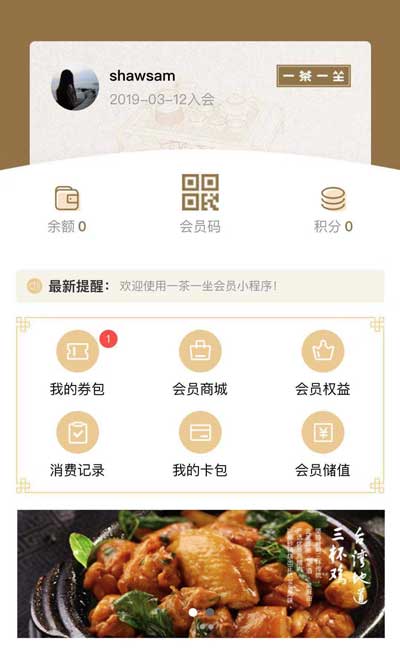 shawsam
一茶一坐
2019-03-12入会
余额 0
会员码
积分 0
最新提醒： 欢迎使用一茶一坐会员小程序！
1
我的券包
会员商城
会员权益
消费记录
我的卡包
会员储值
台湾地道
三杯鸡